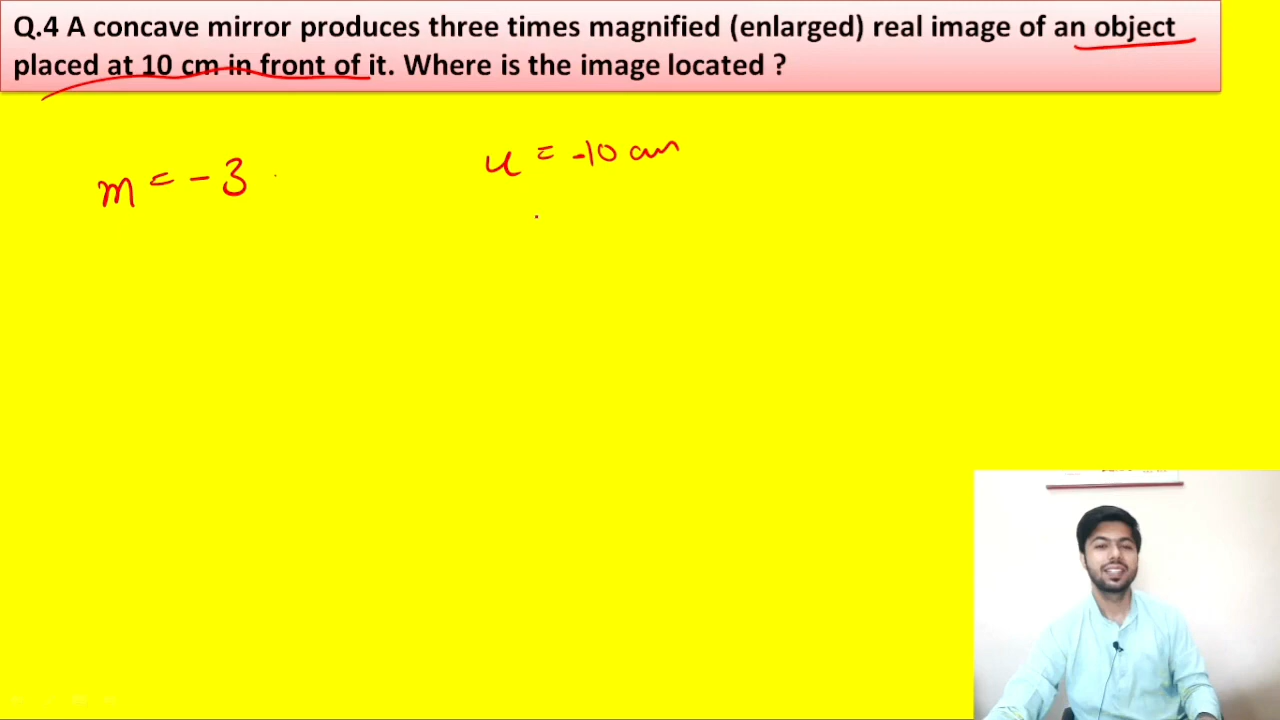 Q.4 A concave mirror produces three times magnified (enlarged) real image of an object
placed at 10 cm in front of it. Where is the image located ?
m = -3
u = -10 cm